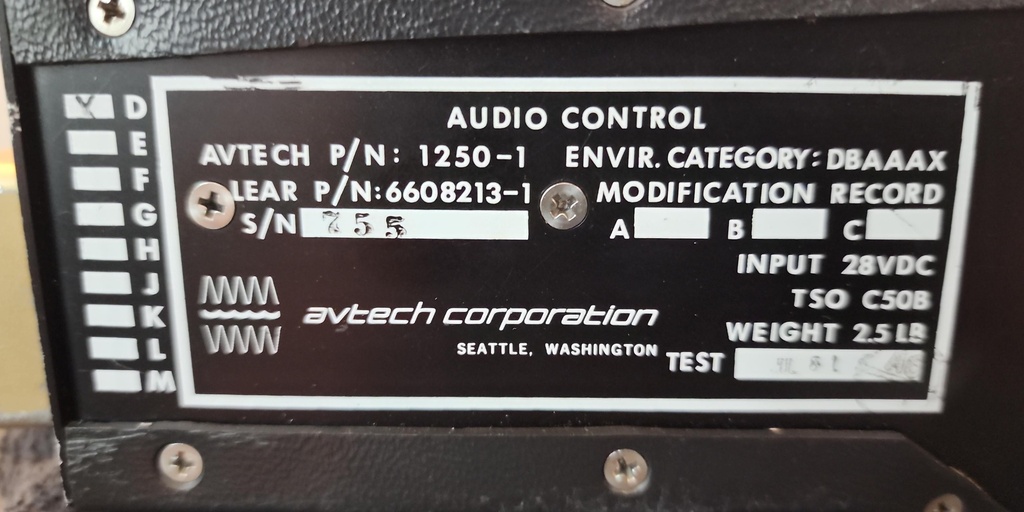 AUDIO CONTROL
AVTECH P/N: 1250-1 ENVIR. CATEGORY: DBAAAX
LEAR P/N:6608213-1 MODIFICATION RECORD
S/N 755 A B C
INPUT 28VDC
TSO C50B
avtech corporation
WEIGHT 2.5 LB
SEATTLE, WASHINGTON
TEST
X D
E
F
G
H
J
K
L
M